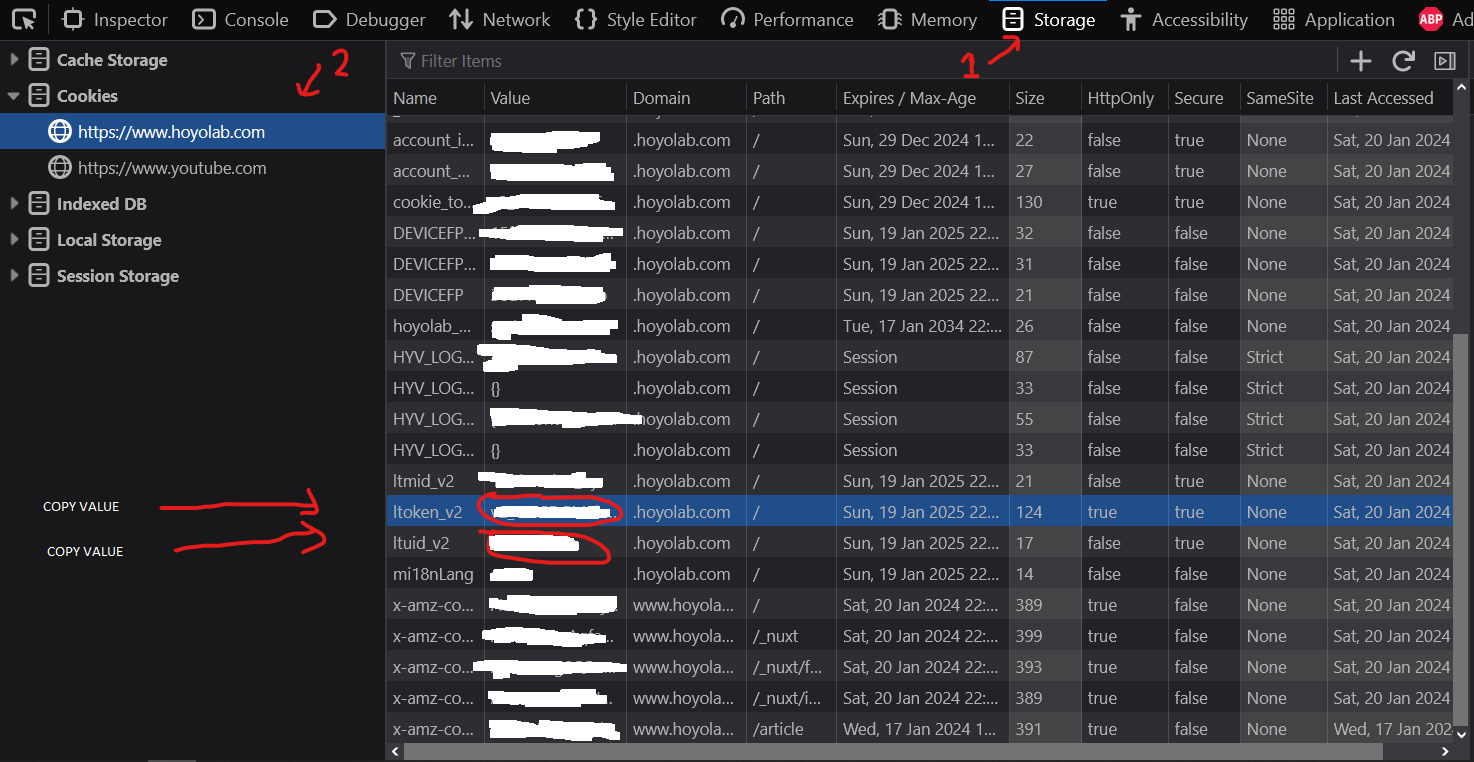 Inspector Console Debugger Network Style Editor Performance Memory Storage Accessibility Application ABP Ad
Cache Storage
2
Cookies
https://www.hoyolab.com
https://www.youtube.com
Indexed DB
Local Storage
Session Storage
COPY VALUE
COPY VALUE
1
Filter Items
Name Value Domain Path Expires / Max-Age Size HttpOnly Secure SameSite Last Accessed
account_i... .hoyolab.com / Sun, 29 Dec 2024 1... 22 false true None Sat, 20 Jan 2024
account_... .hoyolab.com / Sun, 29 Dec 2024 1... 27 false true None Sat, 20 Jan 2024
cookie_to... .hoyolab.com / Sun, 29 Dec 2024 1... 130 true true None Sat, 20 Jan 2024
DEVICEFP... .hoyolab.com / Sun, 19 Jan 2025 22... 32 false false None Sat, 20 Jan 2024
DEVICEFP... .hoyolab.com / Sun, 19 Jan 2025 22... 31 false false None Sat, 20 Jan 2024
DEVICEFP .hoyolab.com / Sun, 19 Jan 2025 22... 21 false false None Sat, 20 Jan 2024
hoyolab_... .hoyolab.com / Tue, 17 Jan 2034 22:... 26 false false None Sat, 20 Jan 2024
HYV_LOG... .hoyolab.com / Session 87 false false Strict Sat, 20 Jan 2024
HYV_LOG... {} .hoyolab.com / Session 33 false false Strict Sat, 20 Jan 2024
HYV_LOG... hoyolab.com / Session 55 false false Strict Sat, 20 Jan 2024
HYV_LOG... {} .hoyolab.com / Session 33 false false Strict Sat, 20 Jan 2024
ltmid_v2 .hoyolab.com / Sun, 19 Jan 2025 22... 21 true true None Sat, 20 Jan 2024
ltoken_v2 .hoyolab.com / Sun, 19 Jan 2025 22... 124 true true None Sat, 20 Jan 2024
ltuid_v2 .hoyolab.com / Sun, 19 Jan 2025 22... 17 false true None Sat, 20 Jan 2024
mi18nLang .hoyolab.com / Sun, 19 Jan 2025 22... 14 false false None Sat, 20 Jan 2024
x-amz-co... www.hoyola... / Sat, 20 Jan 2024 22:... 389 true false None Sat, 20 Jan 2024
x-amz-co... www.hoyola... /_nuxt Sat, 20 Jan 2024 22:... 399 true false None Sat, 20 Jan 2024
x-amz-co... www.hoyola... /_nuxt/f... Sat, 20 Jan 2024 22:... 393 true false None Sat, 20 Jan 2024
x-amz-co... www.hoyola... /_nuxt/i... Sat, 20 Jan 2024 22:... 389 true false None Sat, 20 Jan 2024
x-amz-co... www.hoyola... /article Wed, 17 Jan 2024 1... 391 true false None Wed, 17 Jan 202